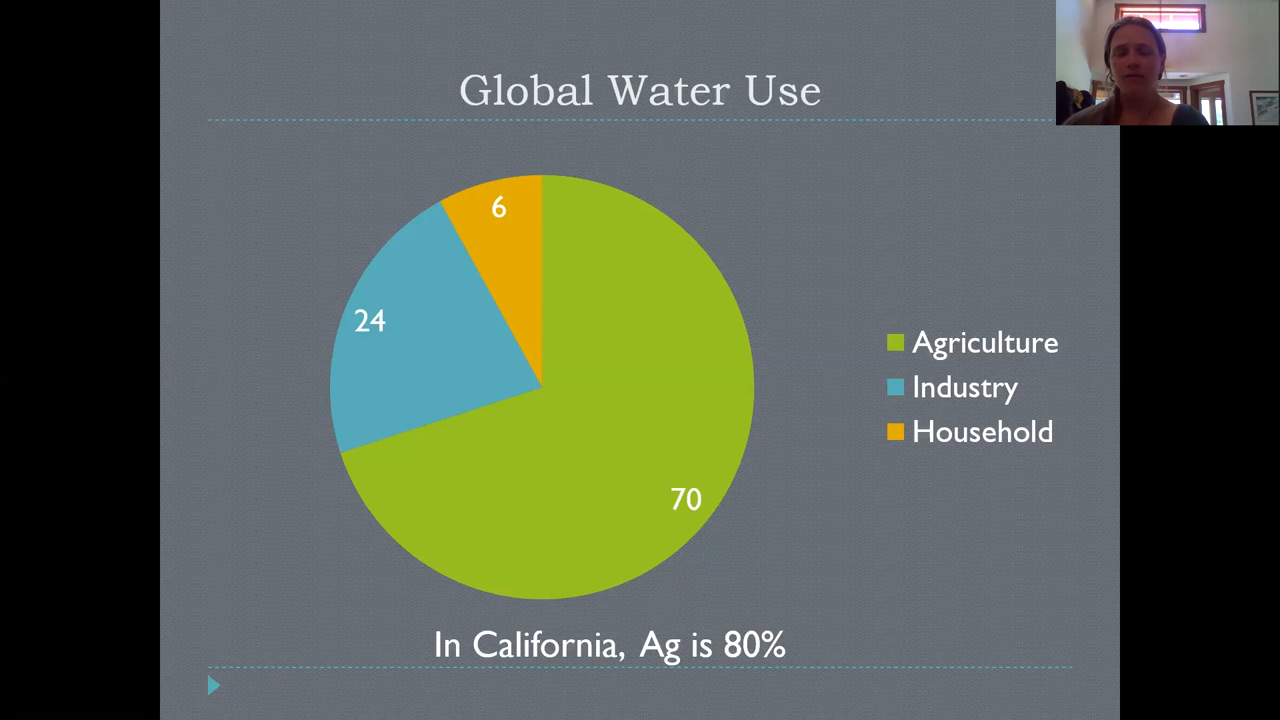 Global Water Use
6
24
70
Agriculture
Industry
Household
In California, Ag is 80%